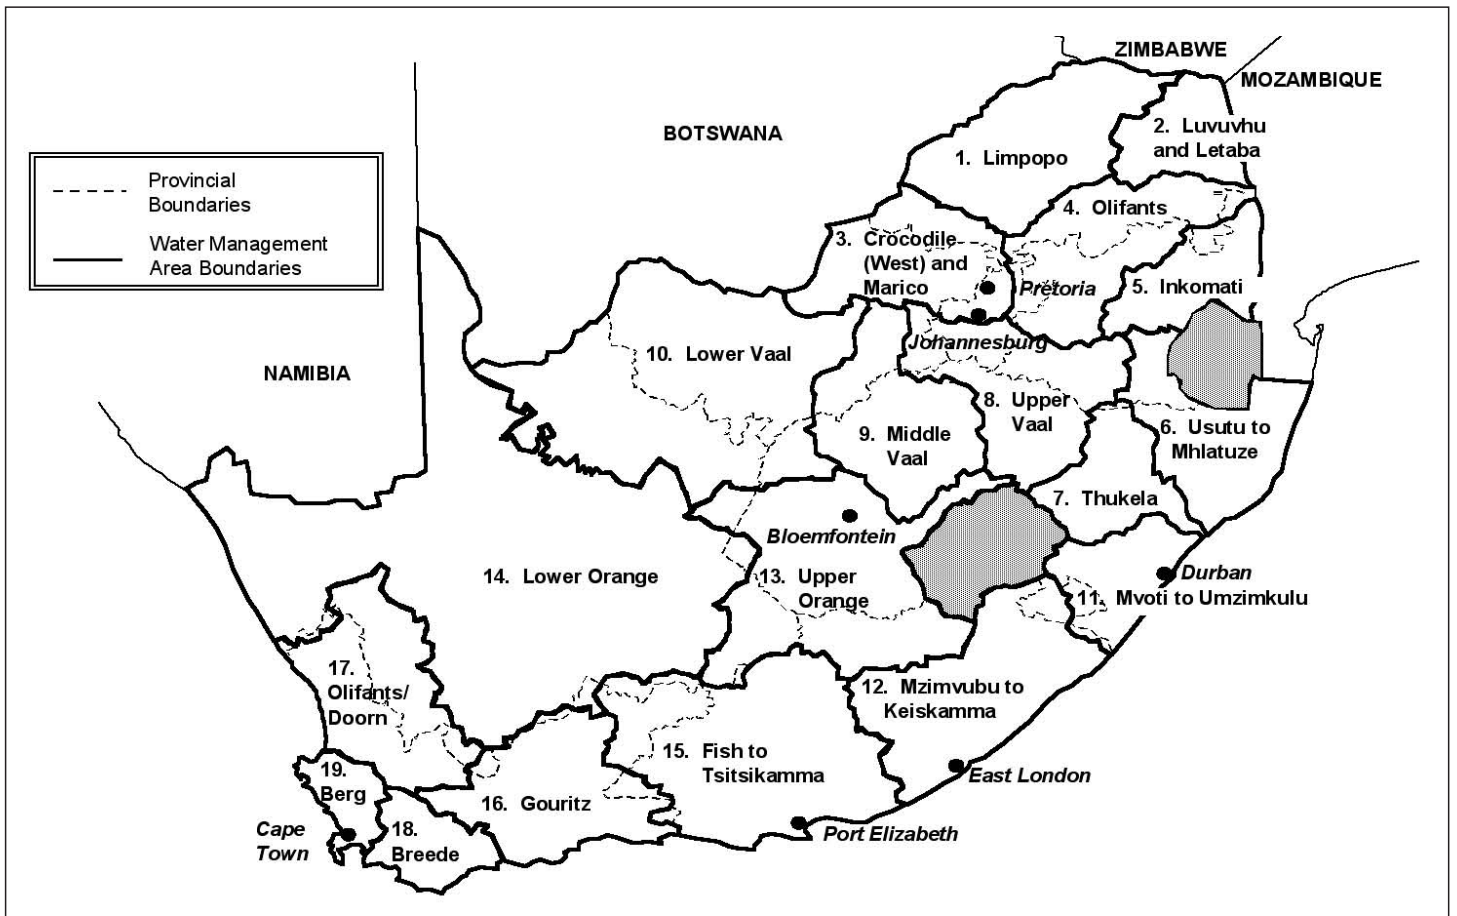 ZIMBABWE
MOZAMBIQUE
BOTSWANA
2. Luvuvhu
and Letaba
1. Limpopo
Provincial
Boundaries
Water Management
Area Boundaries
4. Olifants
3. Crocodile
(West) and
Marico
Pretoria
5. Inkomati
Johannesburg
10. Lower Vaal
NAMIBIA
8. Upper
Vaal
9. Middle
Vaal
6. Usutu to
Mhlatuze
7. Thukela
Bloemfontein
14. Lower Orange
13. Upper
Orange
Durban
11. Mvoti to Umzimkulu
17.
Olifants/
Doorn
12. Mzimvubu to
Keiskamma
15. Fish to
Tsitsikamma
East London
19.
Berg
16. Gouritz
Cape
Town
18.
Breede
Port Elizabeth